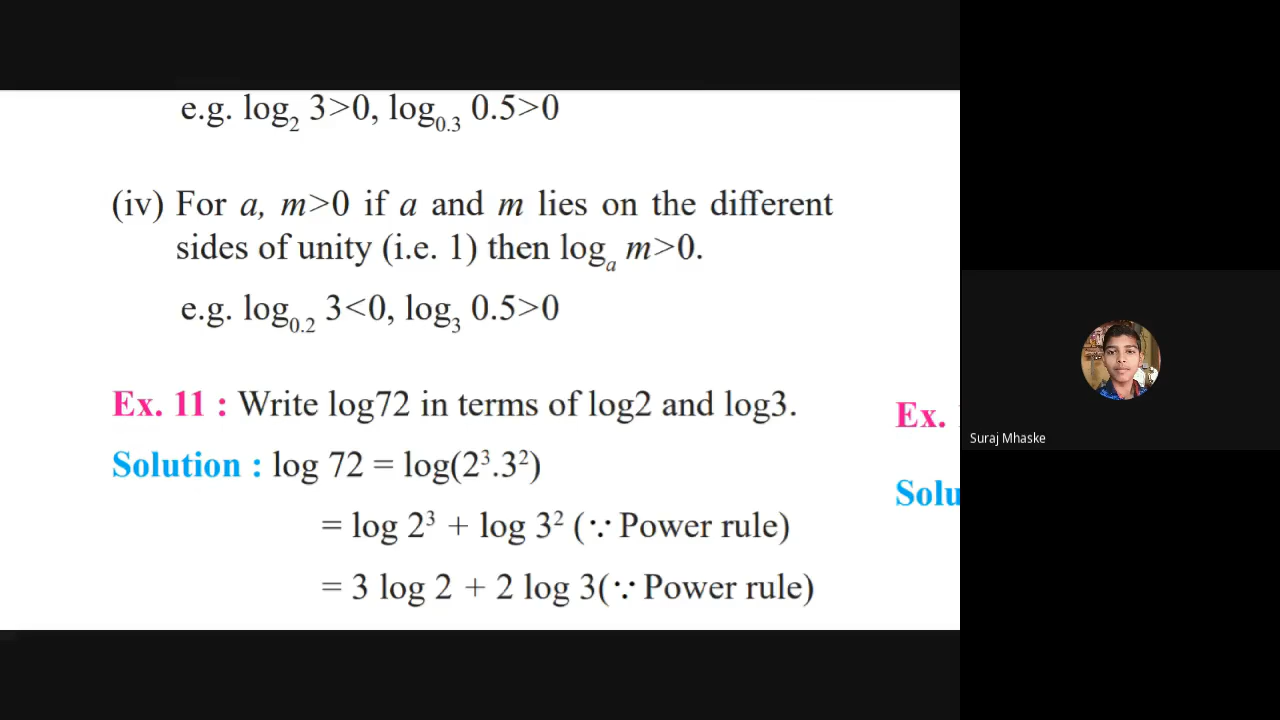 e.g. log₂ 3>0, log₀.₃ 0.5>0
(iv) For a, m>0 if a and m lies on the different
sides of unity (i.e. 1) then logₐ m>0.
e.g. log₀.₂ 3<0, log₃ 0.5>0
Ex. 11 : Write log72 in terms of log2 and log3.
Solution : log 72 = log(2³.3²)
= log 2³ + log 3² (∵ Power rule)
= 3 log 2 + 2 log 3(∵ Power rule)
Ex.
Solu
Suraj Mhaske